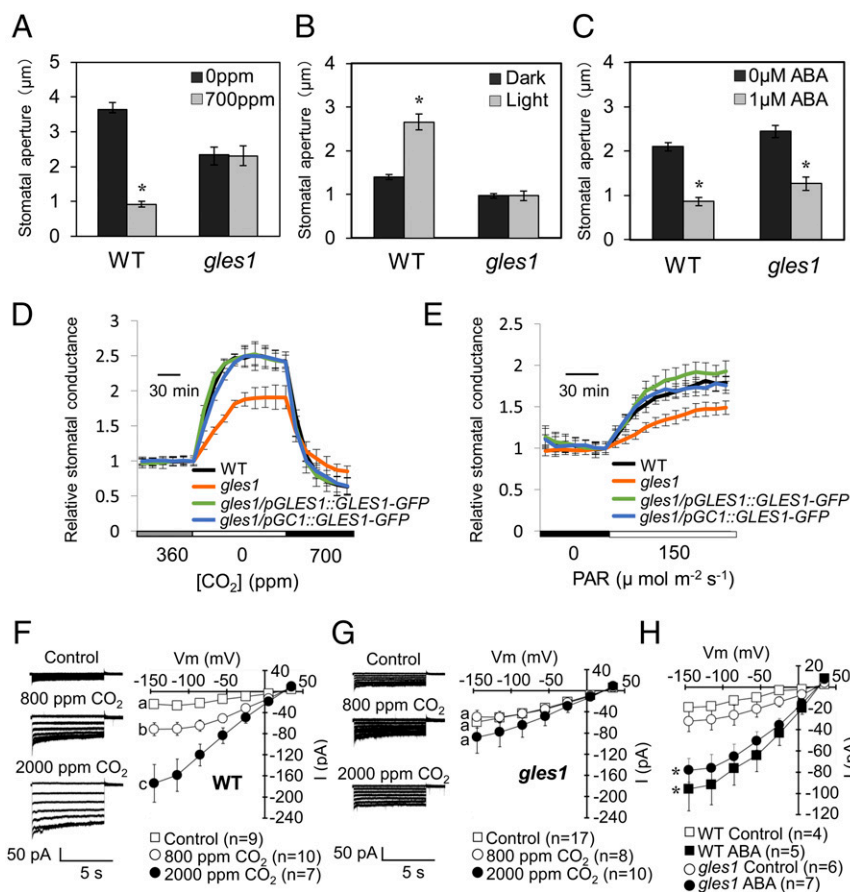 A
Stomatal aperture (μm)
5
4
3
2
1
0
0ppm
700ppm
*
WT
gles1
B
Stomatal aperture (μm)
4
3
2
1
0
Dark
Light
*
WT
gles1
C
Stomatal aperture (μm)
4
3
2
1
0
0μM ABA
1μM ABA
*
*
WT
gles1
D
Relative stomatal conductance
3
2.5
2
1.5
1
0.5
0
30 min
WT
gles1
gles1/pGLES1::GLES1-GFP
gles1/pGC1::GLES1-GFP
360
0
700
[CO2] (ppm)
E
Relative stomatal conductance
2.5
2
1.5
1
0.5
0
30 min
WT
gles1
gles1/pGLES1::GLES1-GFP
gles1/pGC1::GLES1-GFP
0
150
PAR (μ mol m-2 s-1)
F
Control
800 ppm CO2
2000 ppm CO2
50 pA
5 s
Vm (mV)
-150
-100
-50
0
40
-40
-80
-120
-160
-200
-240
I (pA)
a
b
c
WT
Control (n=9)
800 ppm CO2 (n=10)
2000 ppm CO2 (n=7)
G
Control
800 ppm CO2
2000 ppm CO2
50 pA
5 s
Vm (mV)
-150
-100
-50
0
40
-40
-80
-120
-160
-200
-240
I (pA)
a
a
a
gles1
Control (n=17)
800 ppm CO2 (n=8)
2000 ppm CO2 (n=10)
H
Vm (mV)
-150
-100
-50
0
20
-20
-40
-60
-80
-100
-120
I (pA)
*
*
WT Control (n=4)
WT ABA (n=5)
gles1 Control (n=6)
gles1 ABA (n=7)